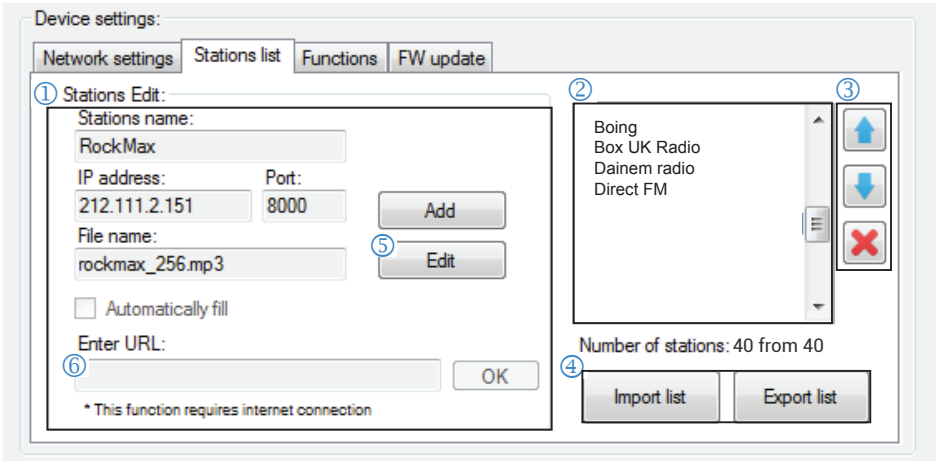 Device settings:
Network settings Stations list Functions FW update
① Stations Edit:
Stations name:
RockMax
IP address: Port:
212.111.2.151 8000
Add
File name:
rockmax_256.mp3
⑤ Edit
Automatically fill
Enter URL:
⑥ OK
* This function requires internet connection
②
Boing
Box UK Radio
Dainem radio
Direct FM
③
Number of stations: 40 from 40
④ Import list Export list